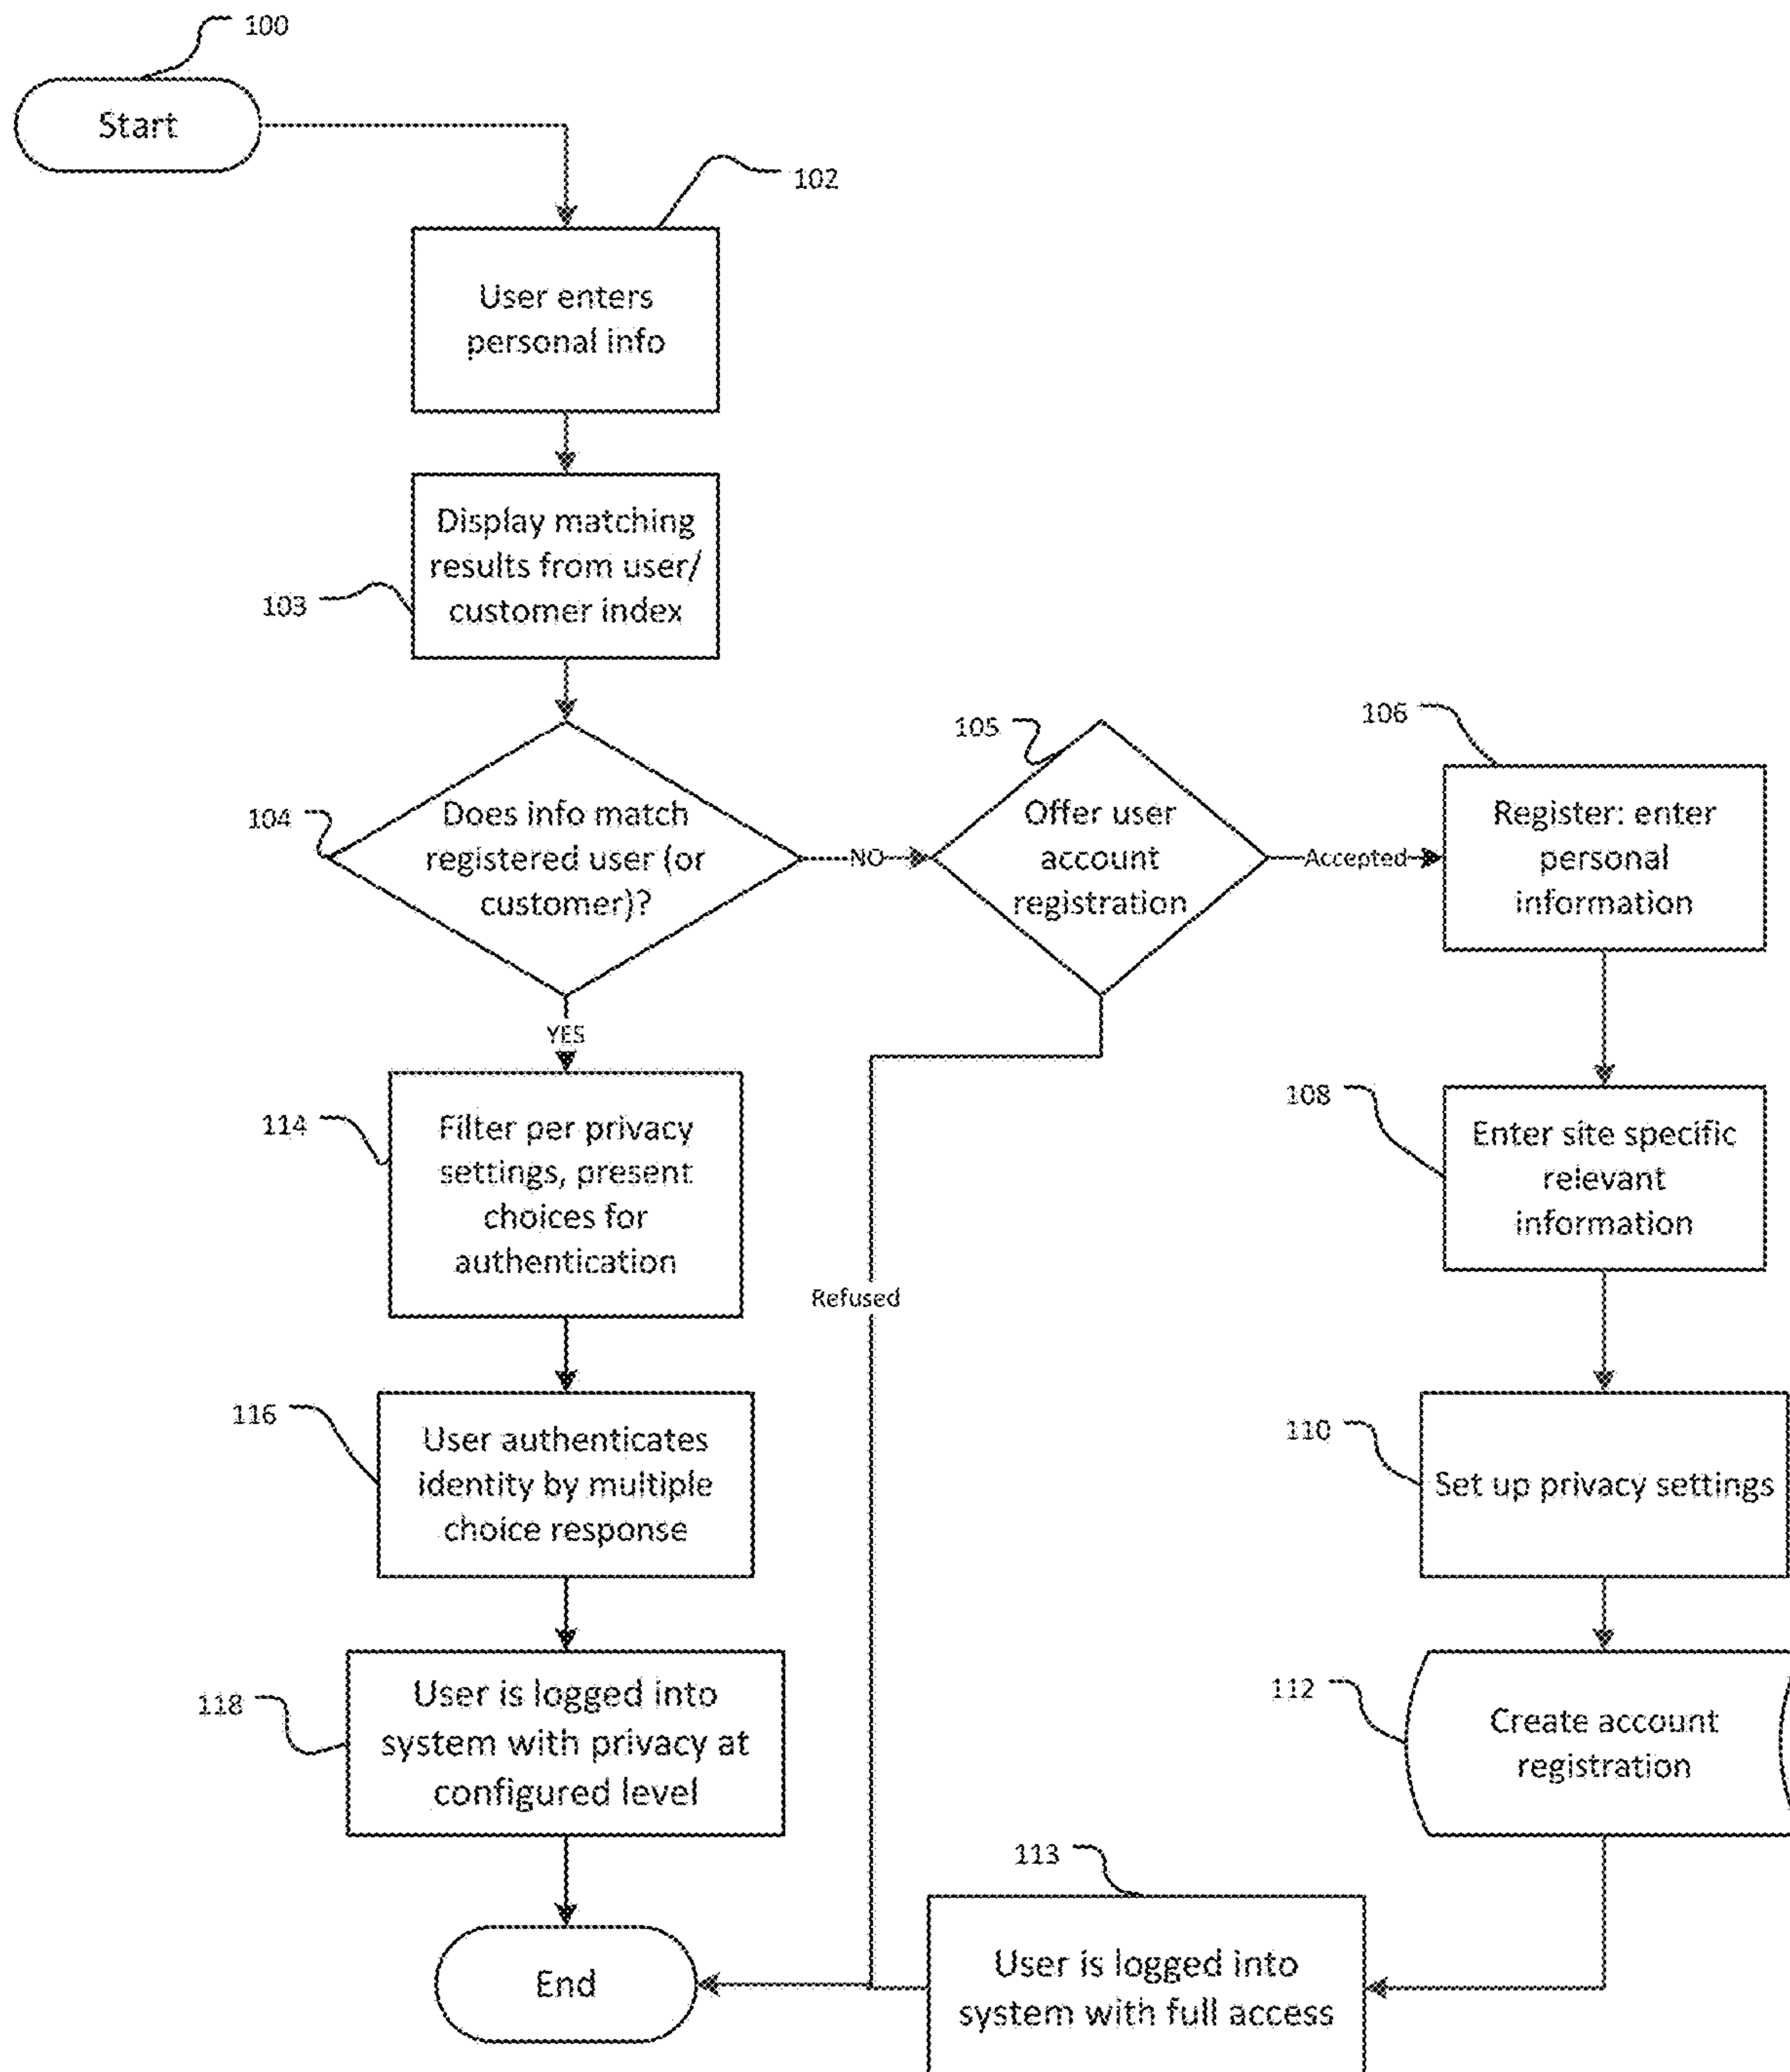 100
Start
102
User enters
personal info
Display matching
results from user/
customer index
103
104
Does info match
registered user (or
customer)?
NO
105
Offer user
account
registration
Accepted
106
Register: enter
personal
information
YES
114
Filter per privacy
settings, present
choices for
authentication
108
Enter site specific
relevant
information
Refused
116
User authenticates
identity by multiple
choice response
110
Set up privacy settings
118
User is logged into
system with privacy at
configured level
112
Create account
registration
113
User is logged into
system with full access
End